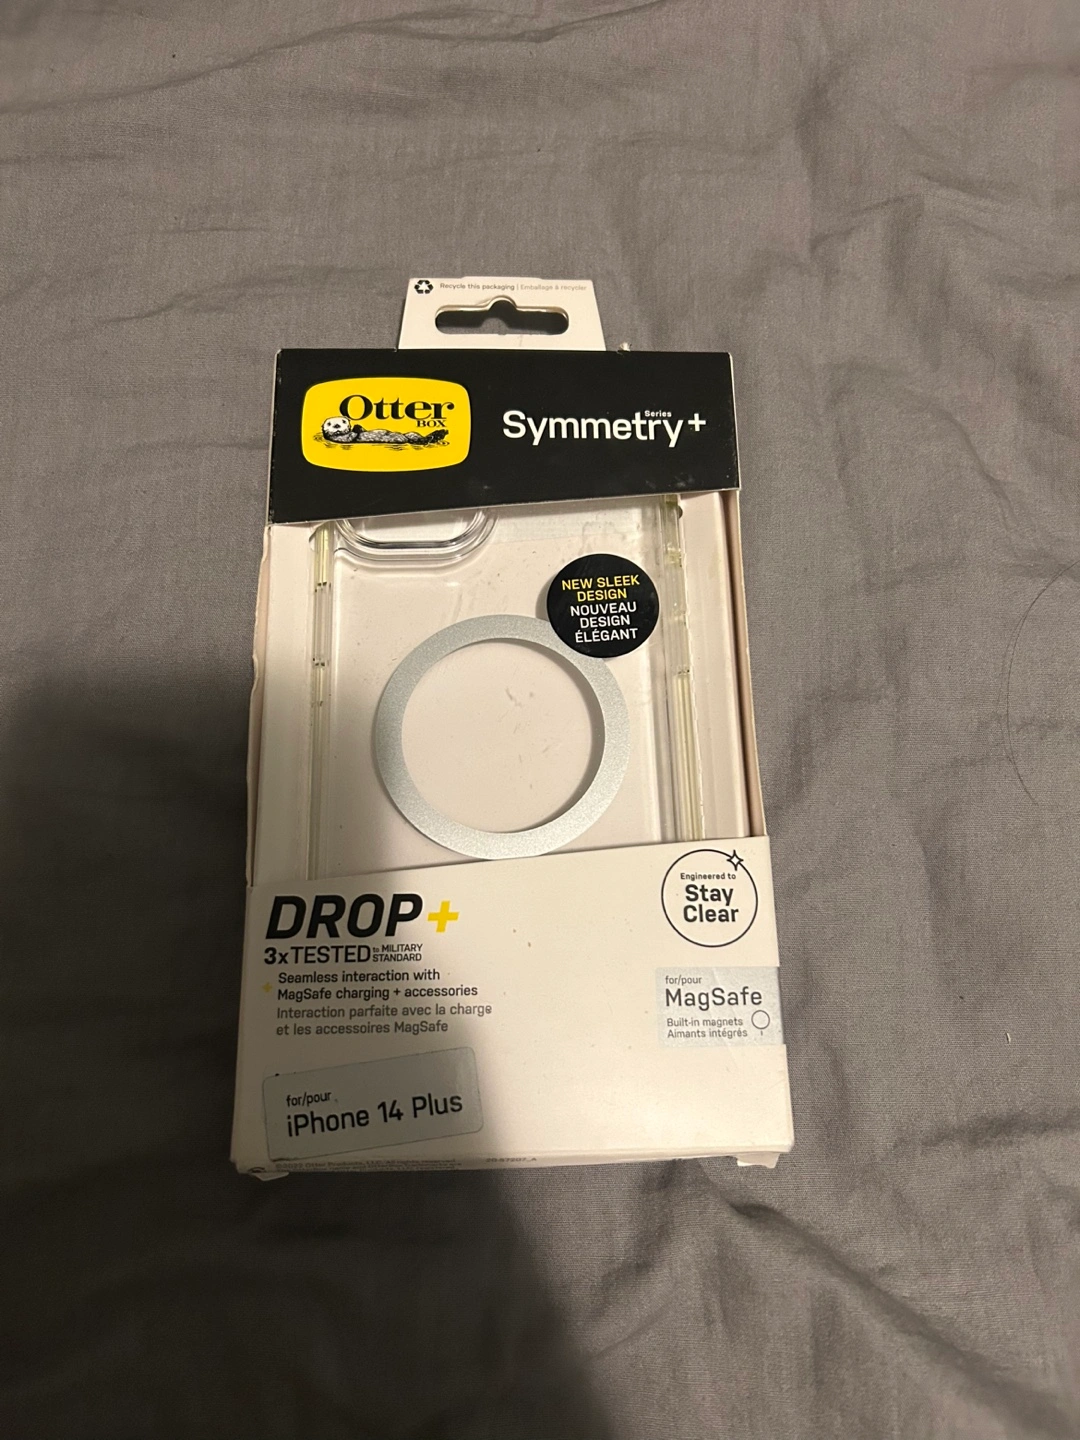 Recycle this packaging | Emballage à recycler
Otter
BOX
Series
Symmetry+
NEW SLEEK
DESIGN
NOUVEAU
DESIGN
ÉLÉGANT
Engineered to
Stay
Clear
DROP+
3x TESTED to MILITARY
STANDARD
+ Seamless interaction with
MagSafe charging + accessories
Interaction parfaite avec la charge
et les accessoires MagSafe
for/pour
MagSafe
Built-in magnets
Aimants intégrés
for/pour
iPhone 14 Plus